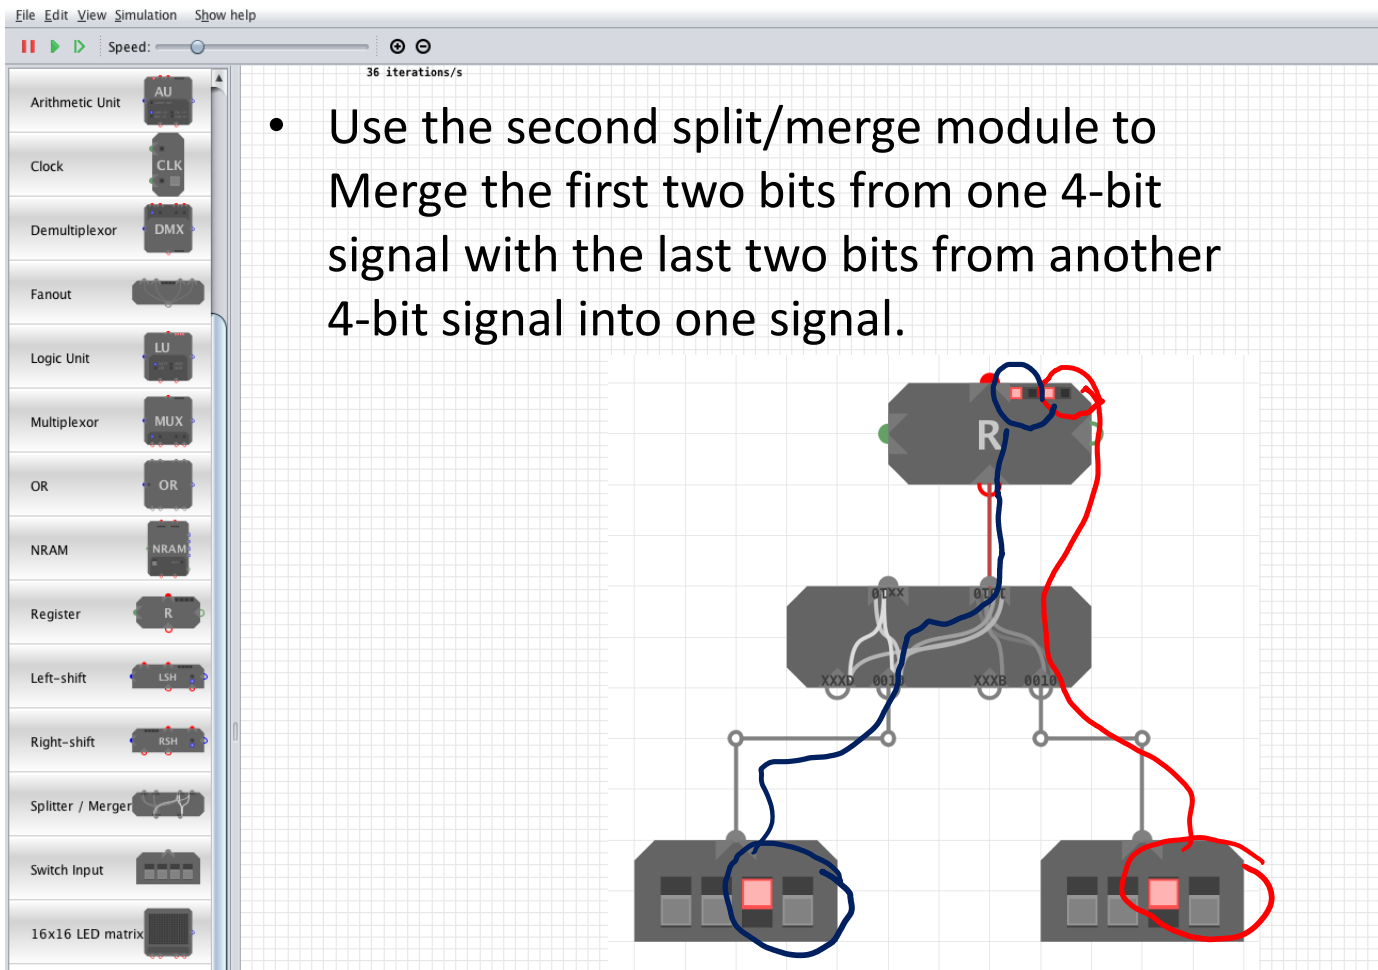 File Edit View Simulation Show help
Speed:
36 iterations/s
Arithmetic Unit AU
Clock CLK
Demultiplexor DMX
Fanout
Logic Unit LU
Multiplexor MUX
OR OR
NRAM NRAM
Register R
Left-shift LSH
Right-shift RSH
Splitter / Merger
Switch Input
16x16 LED matrix
• Use the second split/merge module to
Merge the first two bits from one 4-bit
signal with the last two bits from another
4-bit signal into one signal.
R
XXXB 0010